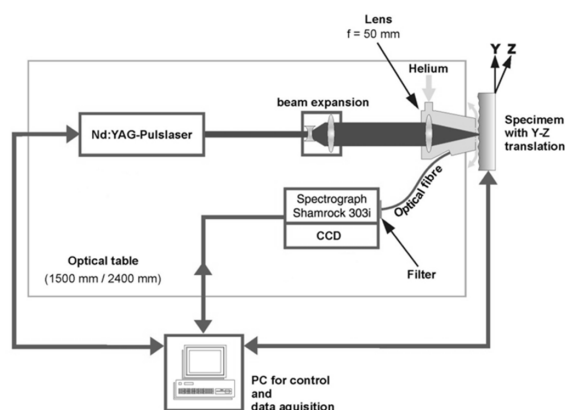 Lens
f = 50 mm
Y Z
Helium
beam expansion
Nd:YAG-Pulslaser
Specimem
with Y-Z
translation
Optical fibre
Spectrograph
Shamrock 303i
CCD
Filter
Optical table
(1500 mm / 2400 mm)
PC for control
and
data aquisition